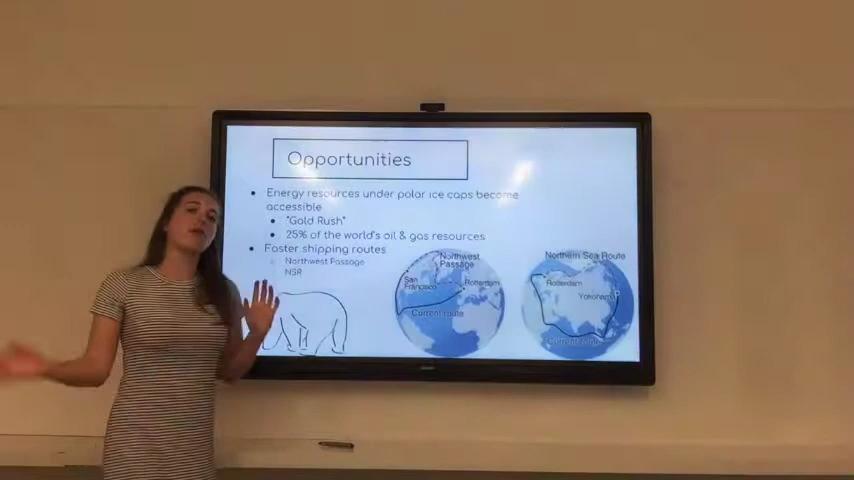 Opportunities
Energy resources under polar ice caps become
accessible
"Gold Rush"
25% of the world's oil & gas resources
Faster shipping routes
Northwest Passage
NSR
Northwest
Passage
San
Francisco
Rotterdam
Current route
Northern Sea Route
Rotterdam
Yokohama
Current route